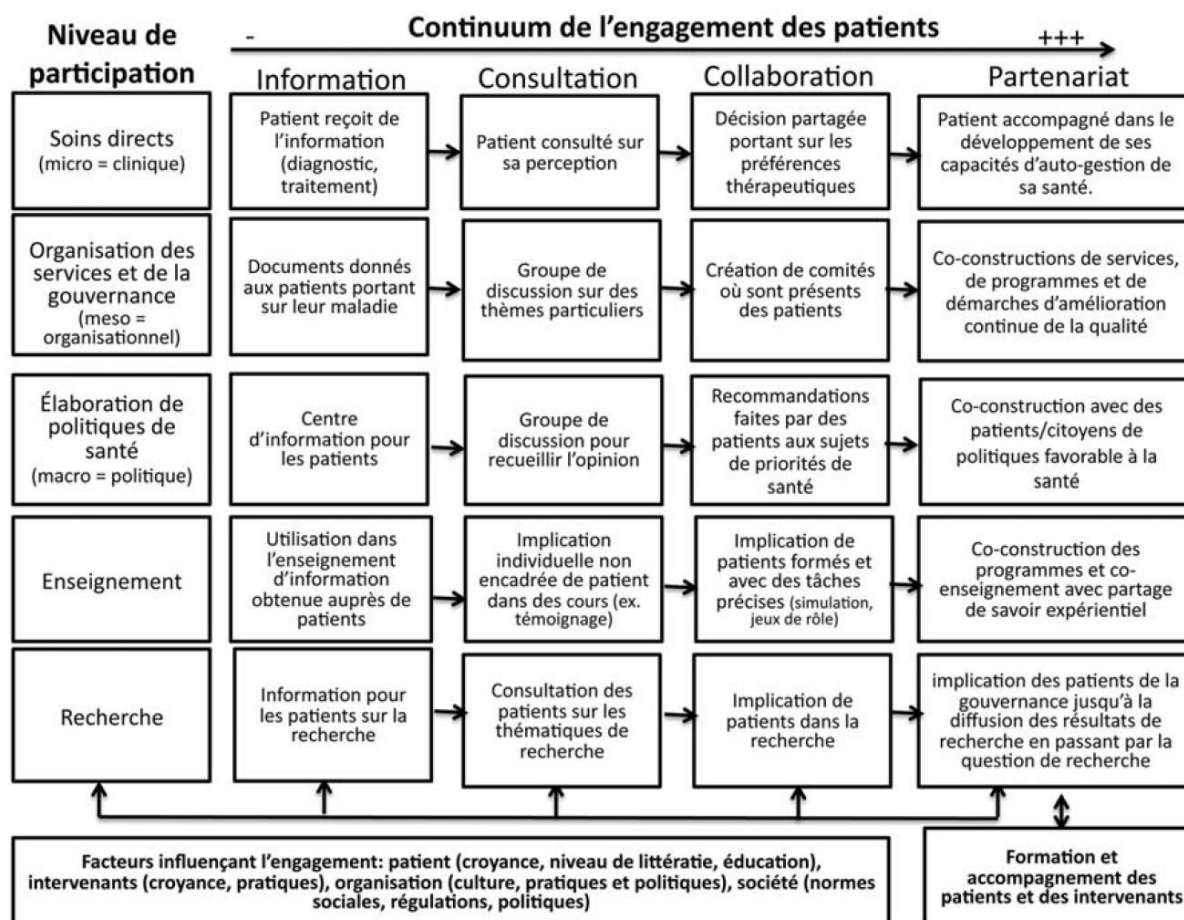 Niveau de
participation
Continuum de l'engagement des patients
-
+++
Information
Consultation
Collaboration
Partenariat
Soins directs
(micro = clinique)
Patient reçoit de
l'information
(diagnostic,
traitement)
Patient consulté sur
sa perception
Décision partagée
portant sur les
préférences
thérapeutiques
Patient accompagné dans le
développement de ses
capacités d'auto-gestion de
sa santé.
Organisation des
services et de la
gouvernance
(meso =
organisationnel)
Documents donnés
aux patients portant
sur leur maladie
Groupe de
discussion sur des
thèmes particuliers
Création de comités
où sont présents
des patients
Co-constructions de services,
de programmes et de
démarches d'amélioration
continue de la qualité
Élaboration de
politiques de
santé
(macro = politique)
Centre
d'information pour
les patients
Groupe de
discussion pour
recueillir l'opinion
Recommandations
faites par des
patients aux sujets
de priorités de
santé
Co-construction avec des
patients/citoyens de
politiques favorable à la
santé
Enseignement
Utilisation dans
l'enseignement
d'information
obtenue auprès de
patients
Implication
individuelle non
encadrée de patient
dans des cours (ex.
témoignage)
Implication de
patients formés et
avec des tâches
précises (simulation,
jeux de rôle)
Co-construction des
programmes et co-
enseignement avec partage
de savoir expérientiel
Recherche
Information pour
les patients sur la
recherche
Consultation des
patients sur les
thématiques de
recherche
Implication de
patients dans la
recherche
implication des patients de la
gouvernance jusqu'à la
diffusion des résultats de
recherche en passant par la
question de recherche
Facteurs influençant l'engagement: patient (croyance, niveau de littératie, éducation),
intervenants (croyance, pratiques), organisation (culture, pratiques et politiques), société (normes
sociales, régulations, politiques)
Formation et
accompagnement des
patients et des intervenants